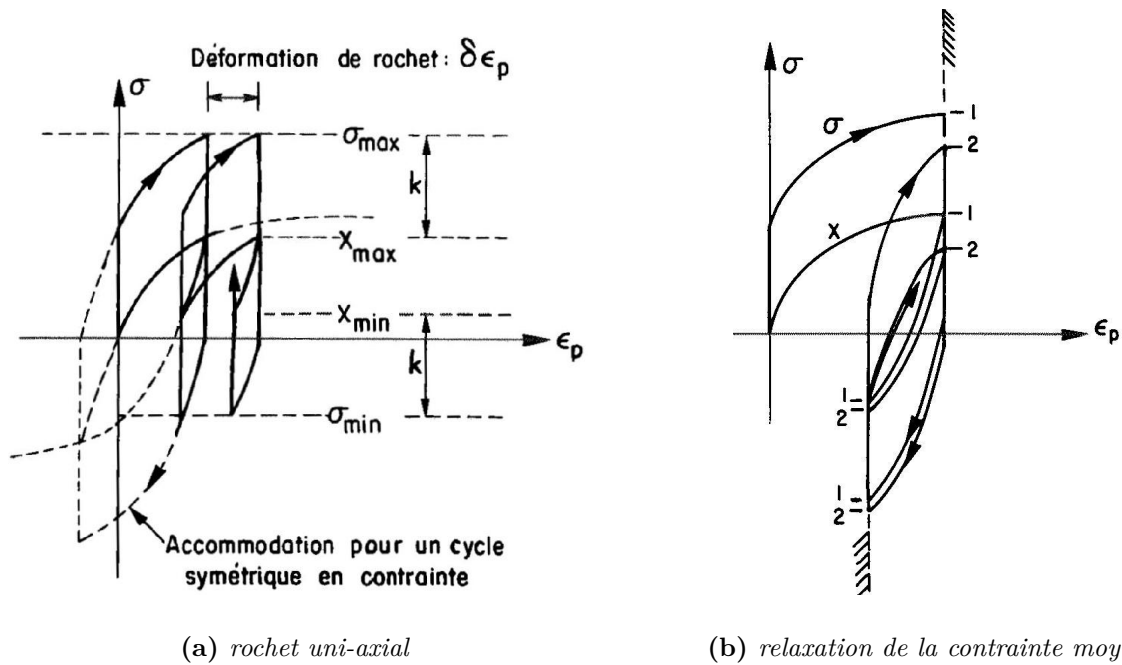 Déformation de rochet: δϵp
σ
σmax
k
Xmax
Xmin
ϵp
k
σmin
Accommodation pour un cycle
symétrique en contrainte
σ
1
σ
2
1
X
2
ϵp
1
2
1
2
(a) rochet uni-axial
(b) relaxation de la contrainte moy